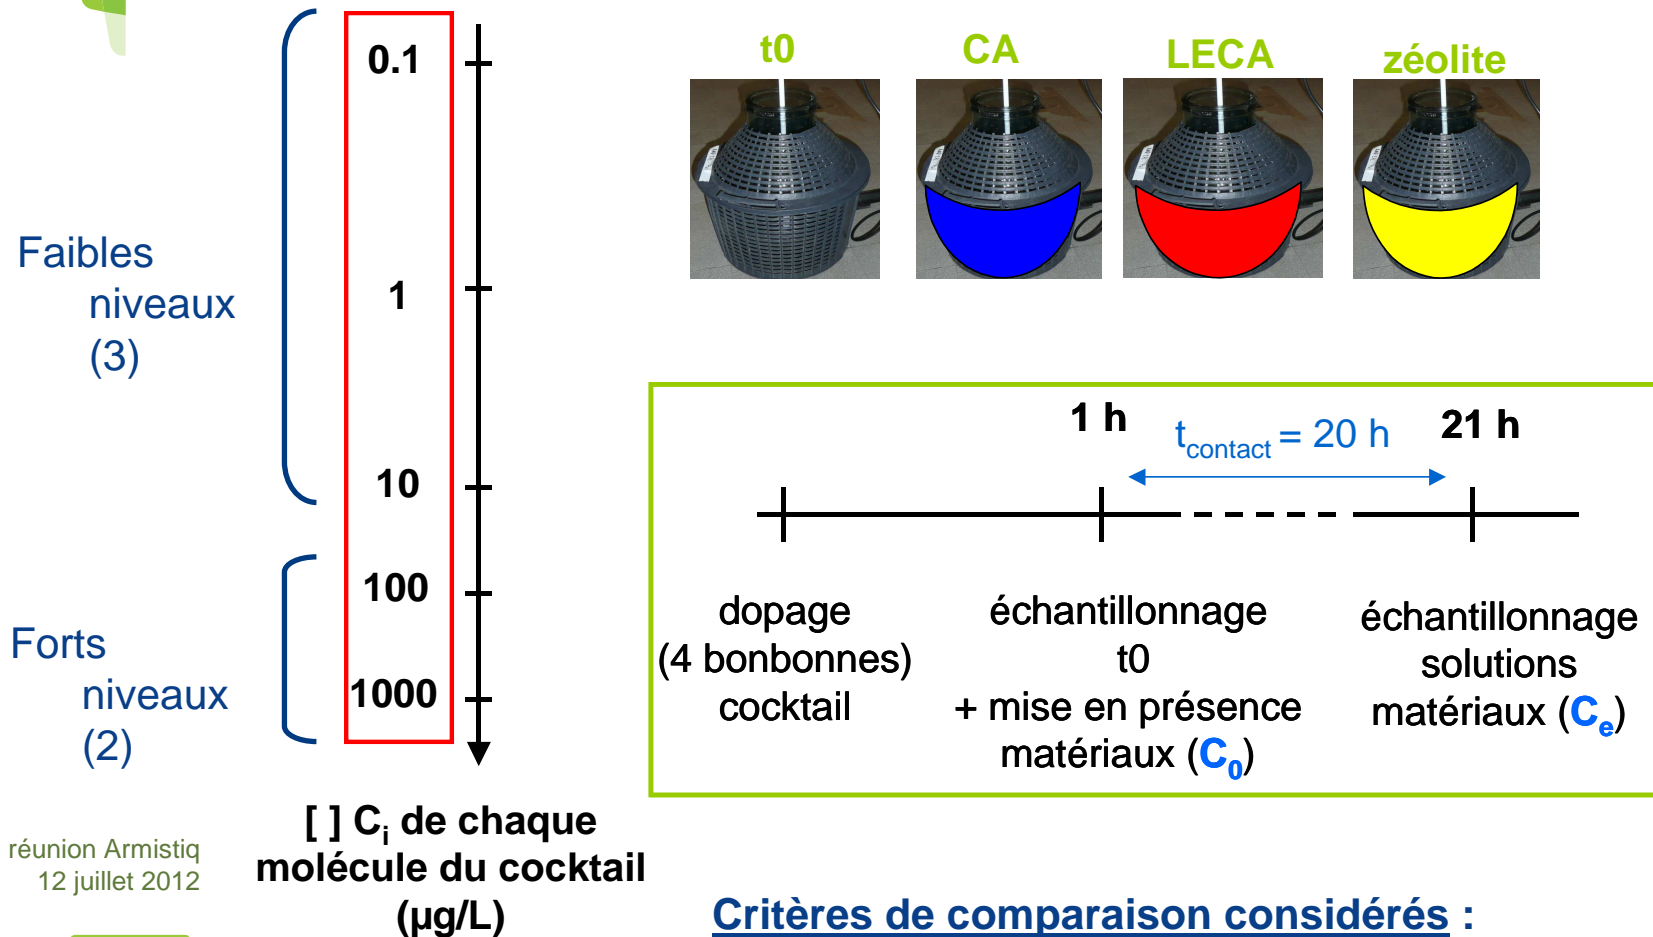 0.1
1
10
100
1000
Faibles
niveaux
(3)
Forts
niveaux
(2)
[ ] Ci de chaque
molécule du cocktail
(µg/L)
réunion Armistiq
12 juillet 2012
t0 CA LECA zéolite
1 h tcontact = 20 h 21 h
dopage
(4 bonbonnes)
cocktail
échantillonnage
t0
+ mise en présence
matériaux (C0)
échantillonnage
solutions
matériaux (Ce)
Critères de comparaison considérés :